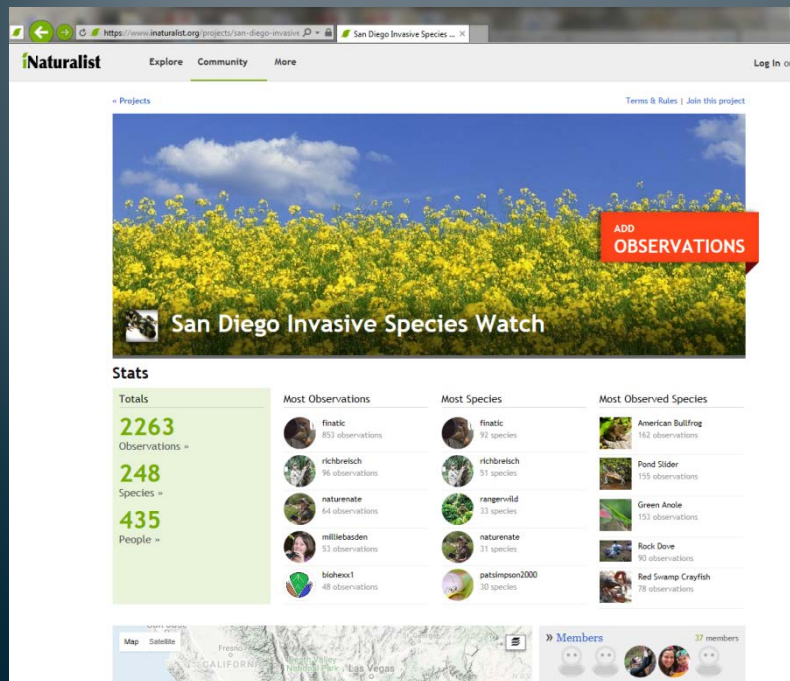 https://www.inaturalist.org/projects/san-diego-invasive
San Diego Invasive Species ...
iNaturalist
Explore
Community
More
Log In or
« Projects
Terms & Rules | Join this project
ADD
OBSERVATIONS
San Diego Invasive Species Watch
Stats
Totals
2263
Observations »
248
Species »
435
People »
Most Observations
finatic
853 observations
richbreisch
96 observations
naturenate
64 observations
milliebasden
53 observations
biohexx1
48 observations
Most Species
finatic
92 species
richbreisch
51 species
rangerwild
33 species
naturenate
31 species
patsimpson2000
30 species
Most Observed Species
American Bullfrog
162 observations
Pond Slider
155 observations
Green Anole
153 observations
Rock Dove
90 observations
Red Swamp Crayfish
78 observations
Map
Satellite
Fresno
CALIFORNIA
Death Valley
National Park
Las Vegas
» Members
37 members